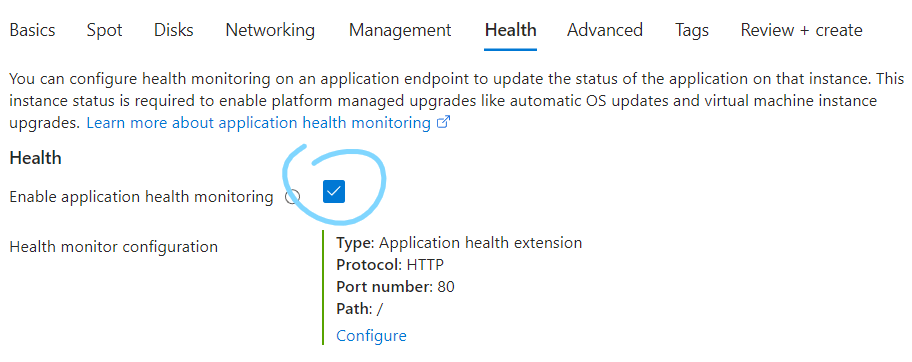 Basics Spot Disks Networking Management Health Advanced Tags Review + create
You can configure health monitoring on an application endpoint to update the status of the application on that instance. This
instance status is required to enable platform managed upgrades like automatic OS updates and virtual machine instance
upgrades. Learn more about application health monitoring
Health
Enable application health monitoring
Health monitor configuration
Type: Application health extension
Protocol: HTTP
Port number: 80
Path: /
Configure